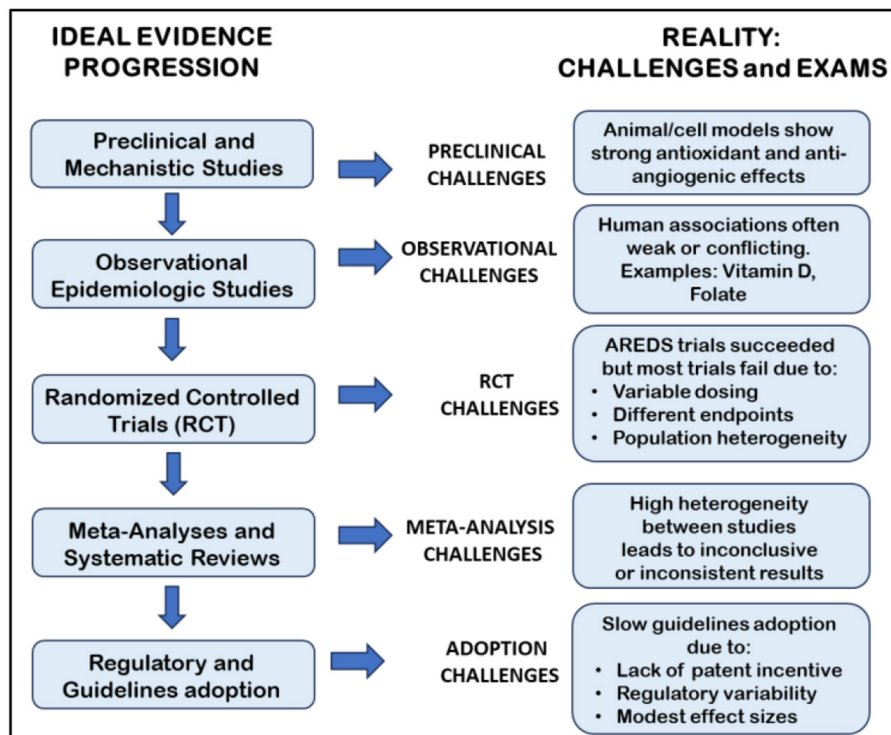 IDEAL EVIDENCE
PROGRESSION
REALITY:
CHALLENGES and EXAMS
Preclinical and
Mechanistic Studies
PRECLINICAL
CHALLENGES
Animal/cell models show
strong antioxidant and anti-
angiogenic effects
Observational
Epidemiologic Studies
OBSERVATIONAL
CHALLENGES
Human associations often
weak or conflicting.
Examples: Vitamin D,
Folate
Randomized Controlled
Trials (RCT)
RCT
CHALLENGES
AREDS trials succeeded
but most trials fail due to:
• Variable dosing
• Different endpoints
• Population heterogeneity
Meta-Analyses and
Systematic Reviews
META-ANALYSIS
CHALLENGES
High heterogeneity
between studies
leads to inconclusive
or inconsistent results
Regulatory and
Guidelines adoption
ADOPTION
CHALLENGES
Slow guidelines adoption
due to:
• Lack of patent incentive
• Regulatory variability
• Modest effect sizes